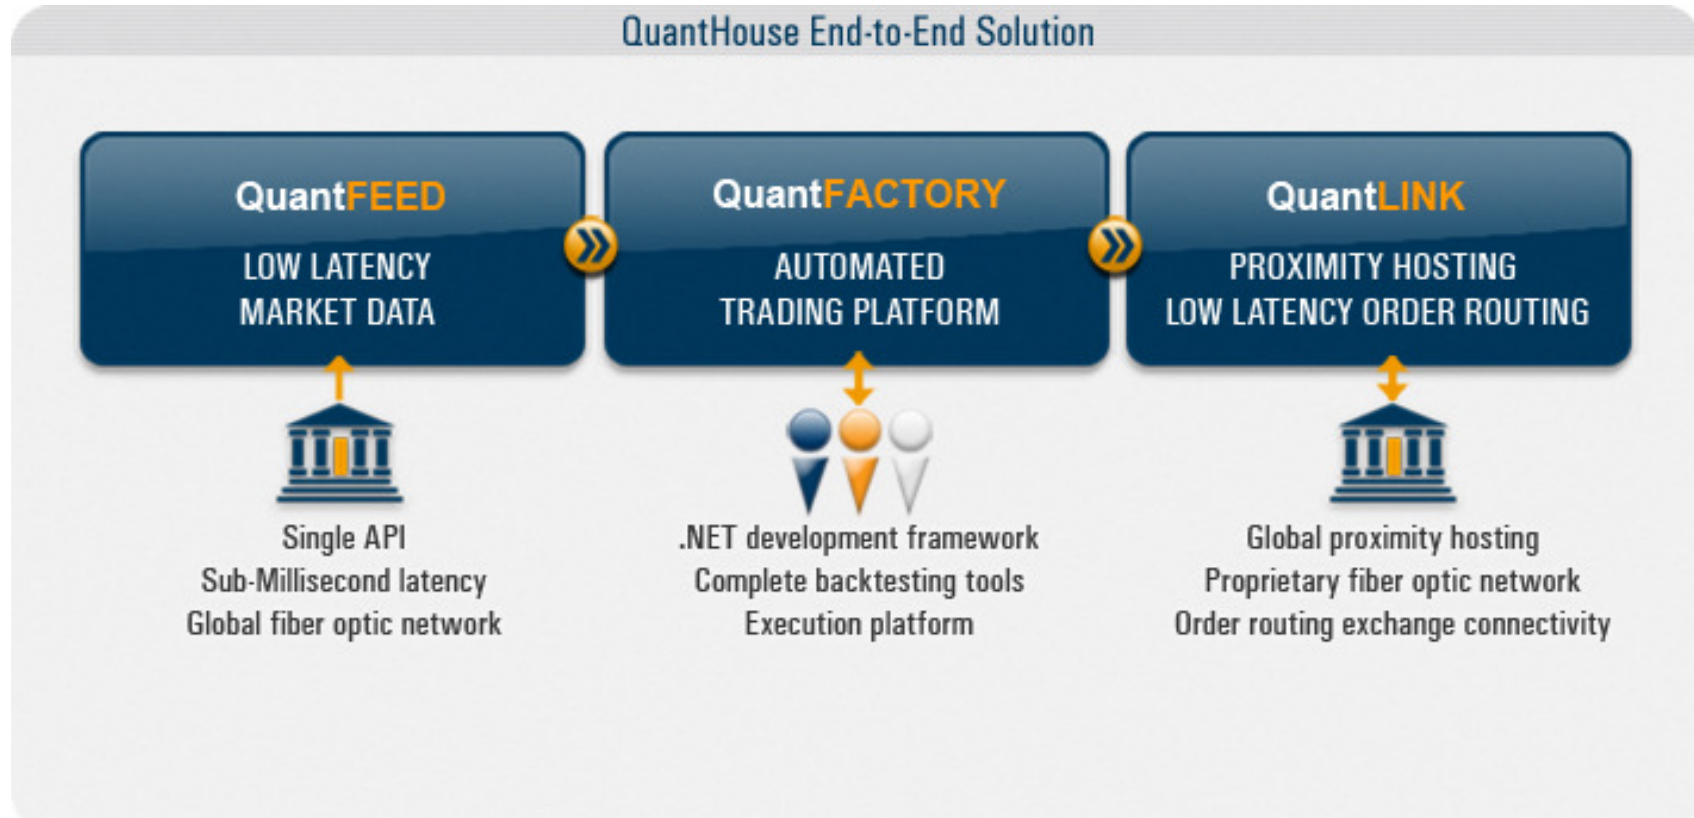 QuantHouse End-to-End Solution
QuantFEED
LOW LATENCY
MARKET DATA
Single API
Sub-Millisecond latency
Global fiber optic network
QuantFACTORY
AUTOMATED
TRADING PLATFORM
.NET development framework
Complete backtesting tools
Execution platform
QuantLINK
PROXIMITY HOSTING
LOW LATENCY ORDER ROUTING
Global proximity hosting
Proprietary fiber optic network
Order routing exchange connectivity